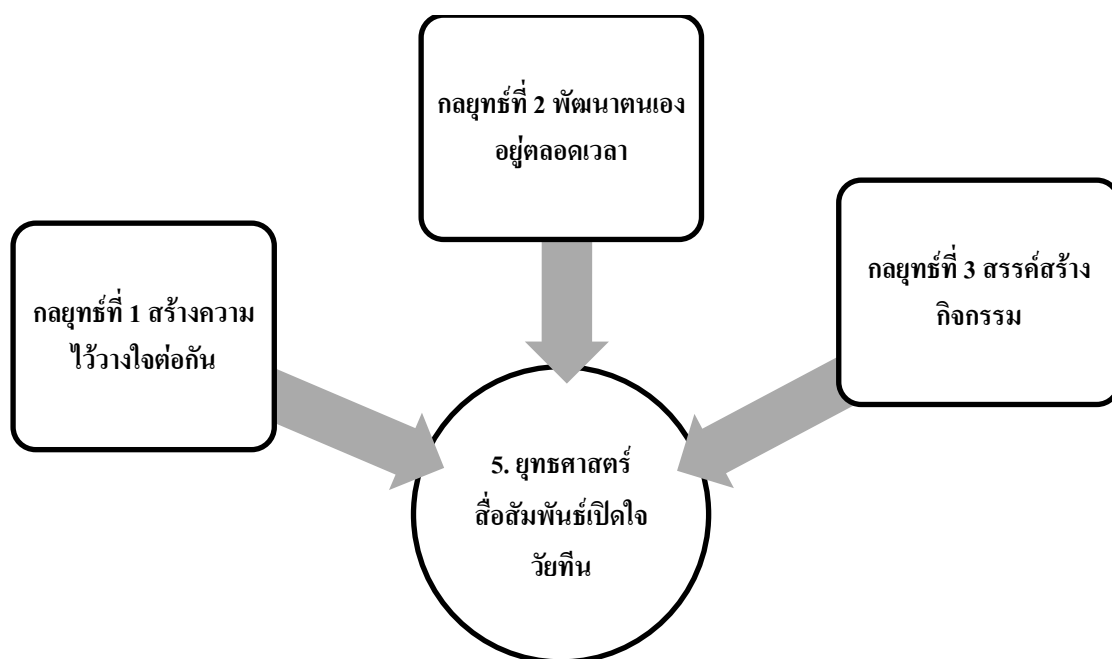 กลยุทธ์ที่ 1 สร้างความ
ไว้วางใจต่อกัน
กลยุทธ์ที่ 2 พัฒนาตนเอง
อยู่ตลอดเวลา
กลยุทธ์ที่ 3 สรรค์สร้าง
กิจกรรม
5. ยุทธศาสตร์
สื่อสัมพันธ์เปิดใจ
วัยทีน